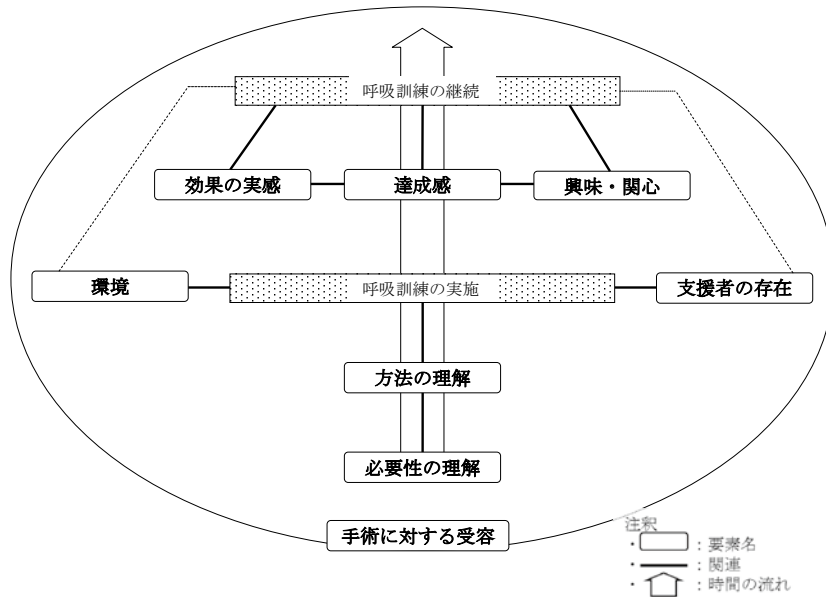 呼吸訓練の継続
効果の実感
達成感
興味・関心
環境
呼吸訓練の実施
支援者の存在
方法の理解
必要性の理解
手術に対する受容
注釈
・ : 要素名
・ : 関連
・ : 時間の流れ